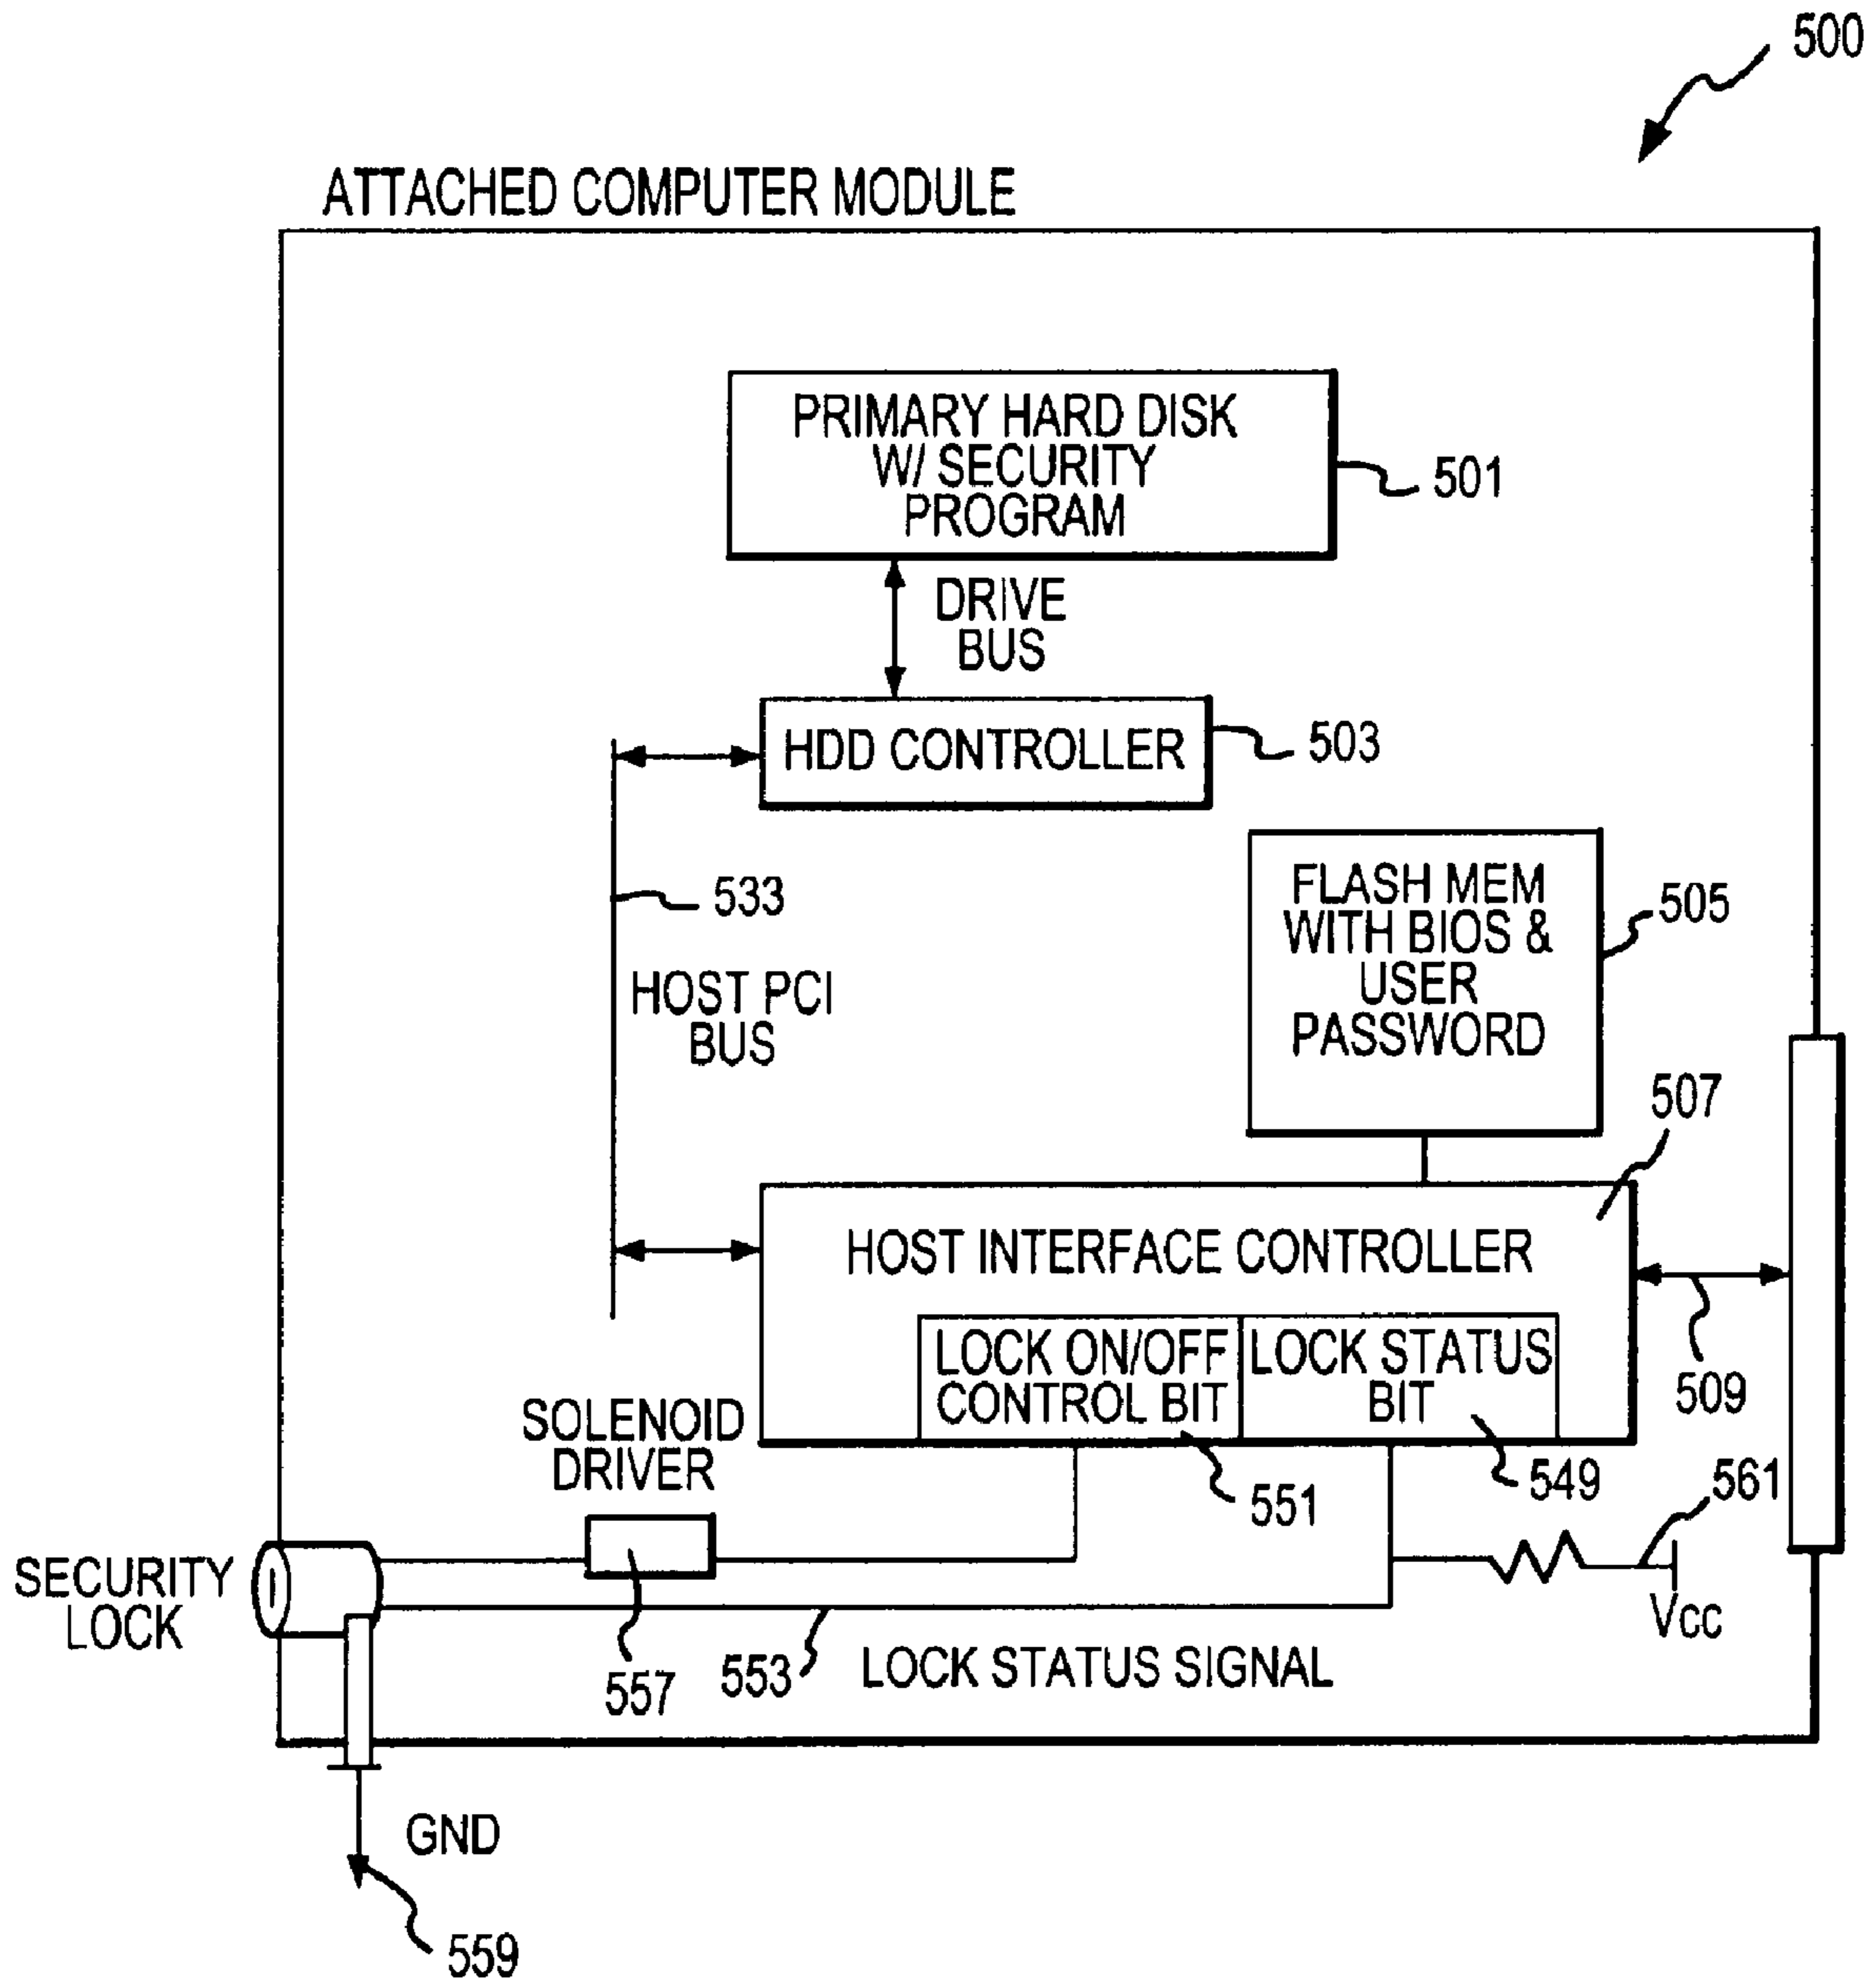 500
ATTACHED COMPUTER MODULE
PRIMARY HARD DISK
W/ SECURITY
PROGRAM
501
DRIVE
BUS
HDD CONTROLLER
503
533
HOST PCI
BUS
FLASH MEM
WITH BIOS &
USER
PASSWORD
505
507
HOST INTERFACE CONTROLLER
LOCK ON/OFF
CONTROL BIT
LOCK STATUS
BIT
509
SOLENOID
DRIVER
551
549
561
SECURITY
LOCK
Vcc
557
553
LOCK STATUS SIGNAL
GND
559